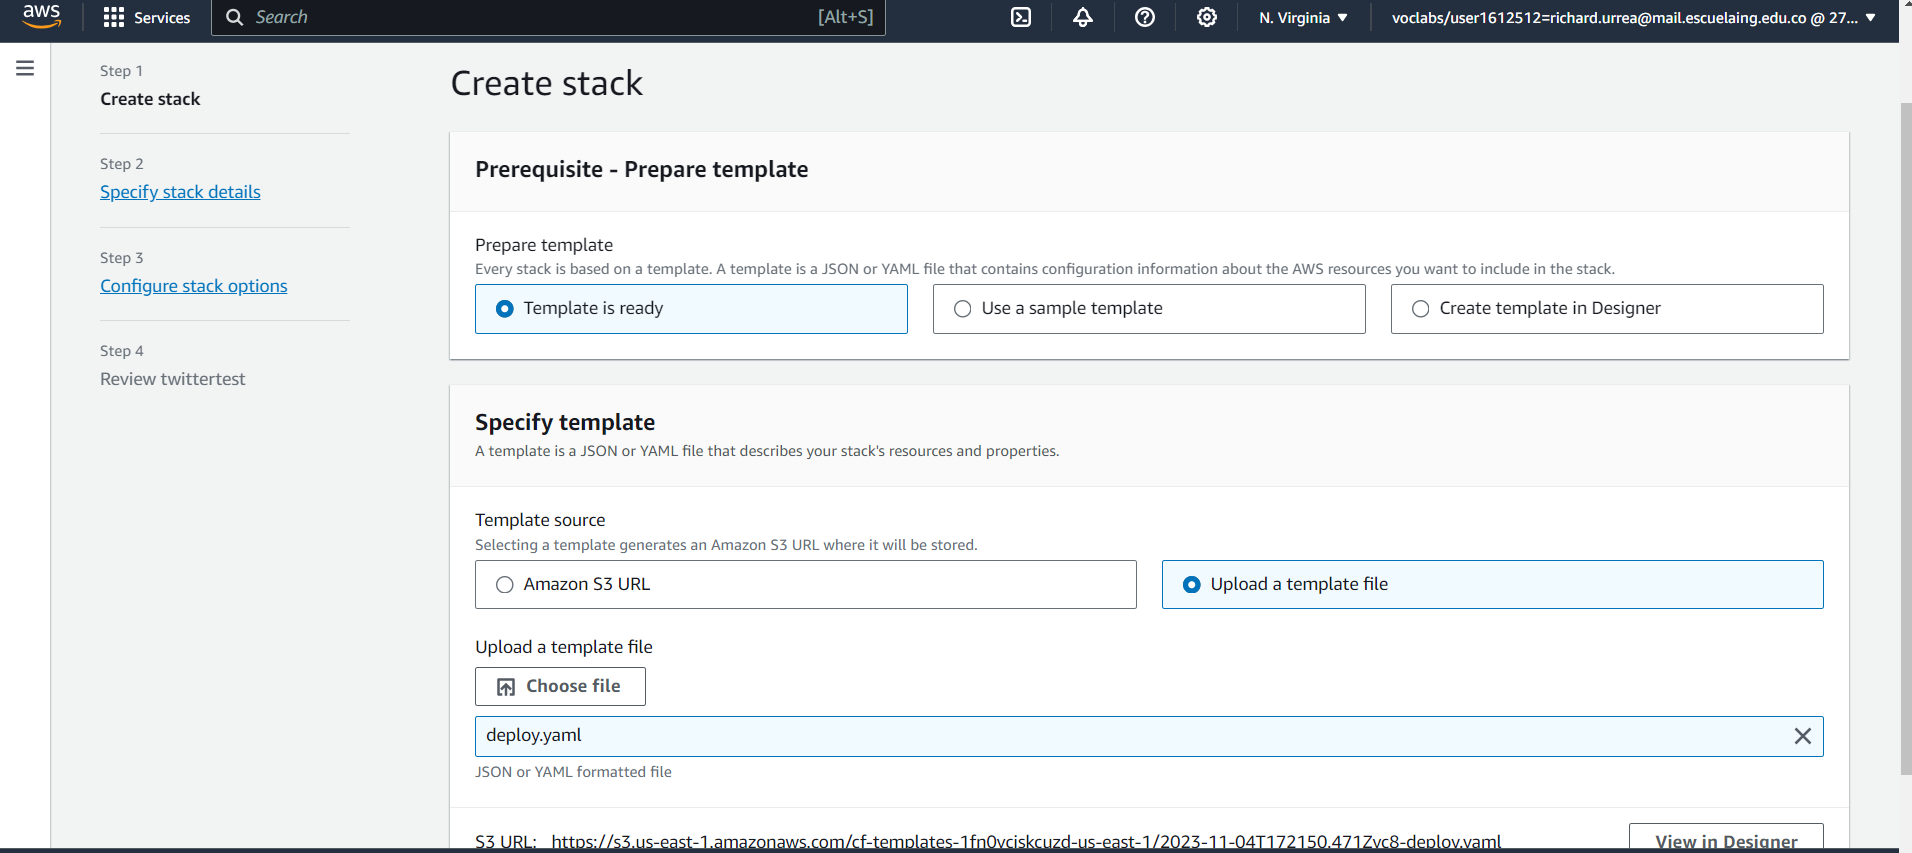 aws
Services
Search [Alt+S]
N. Virginia
voclabs/user1612512=richard.urrea@mail.escuelaing.edu.co @ 27...
Step 1
Create stack
Step 2
Specify stack details
Step 3
Configure stack options
Step 4
Review twittertest
Create stack
Prerequisite - Prepare template
Prepare template
Every stack is based on a template. A template is a JSON or YAML file that contains configuration information about the AWS resources you want to include in the stack.
Template is ready
Use a sample template
Create template in Designer
Specify template
A template is a JSON or YAML file that describes your stack's resources and properties.
Template source
Selecting a template generates an Amazon S3 URL where it will be stored.
Amazon S3 URL
Upload a template file
Upload a template file
Choose file
deploy.yaml
JSON or YAML formatted file
S3 URL: https://s3.us-east-1.amazonaws.com/cf-templates-1fn0vcjskcuzd-us-east-1/2023-11-04T172150.471Zvc8-deploy.yaml
View in Designer